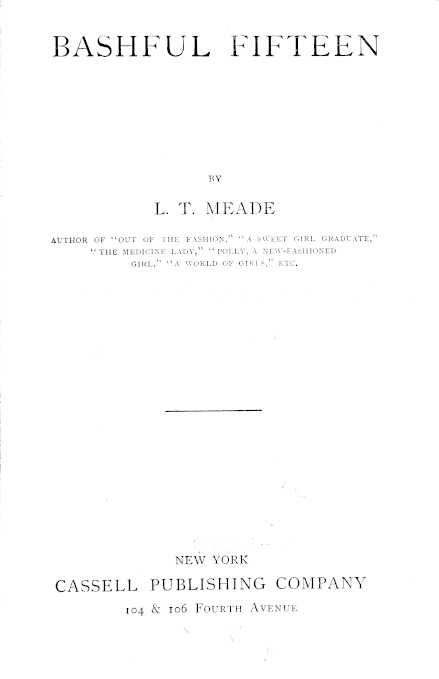 BASHFUL FIFTEEN
BY
L. T. MEADE
AUTHOR OF "OUT OF THE FASHION," "A SWEET GIRL GRADUATE,"
"THE MEDICINE LADY," "POLLY, A NEW-FASHIONED
GIRL," "A WORLD OF GIRLS," ETC.
NEW YORK
CASSELL PUBLISHING COMPANY
104 & 106 FOURTH AVENUE